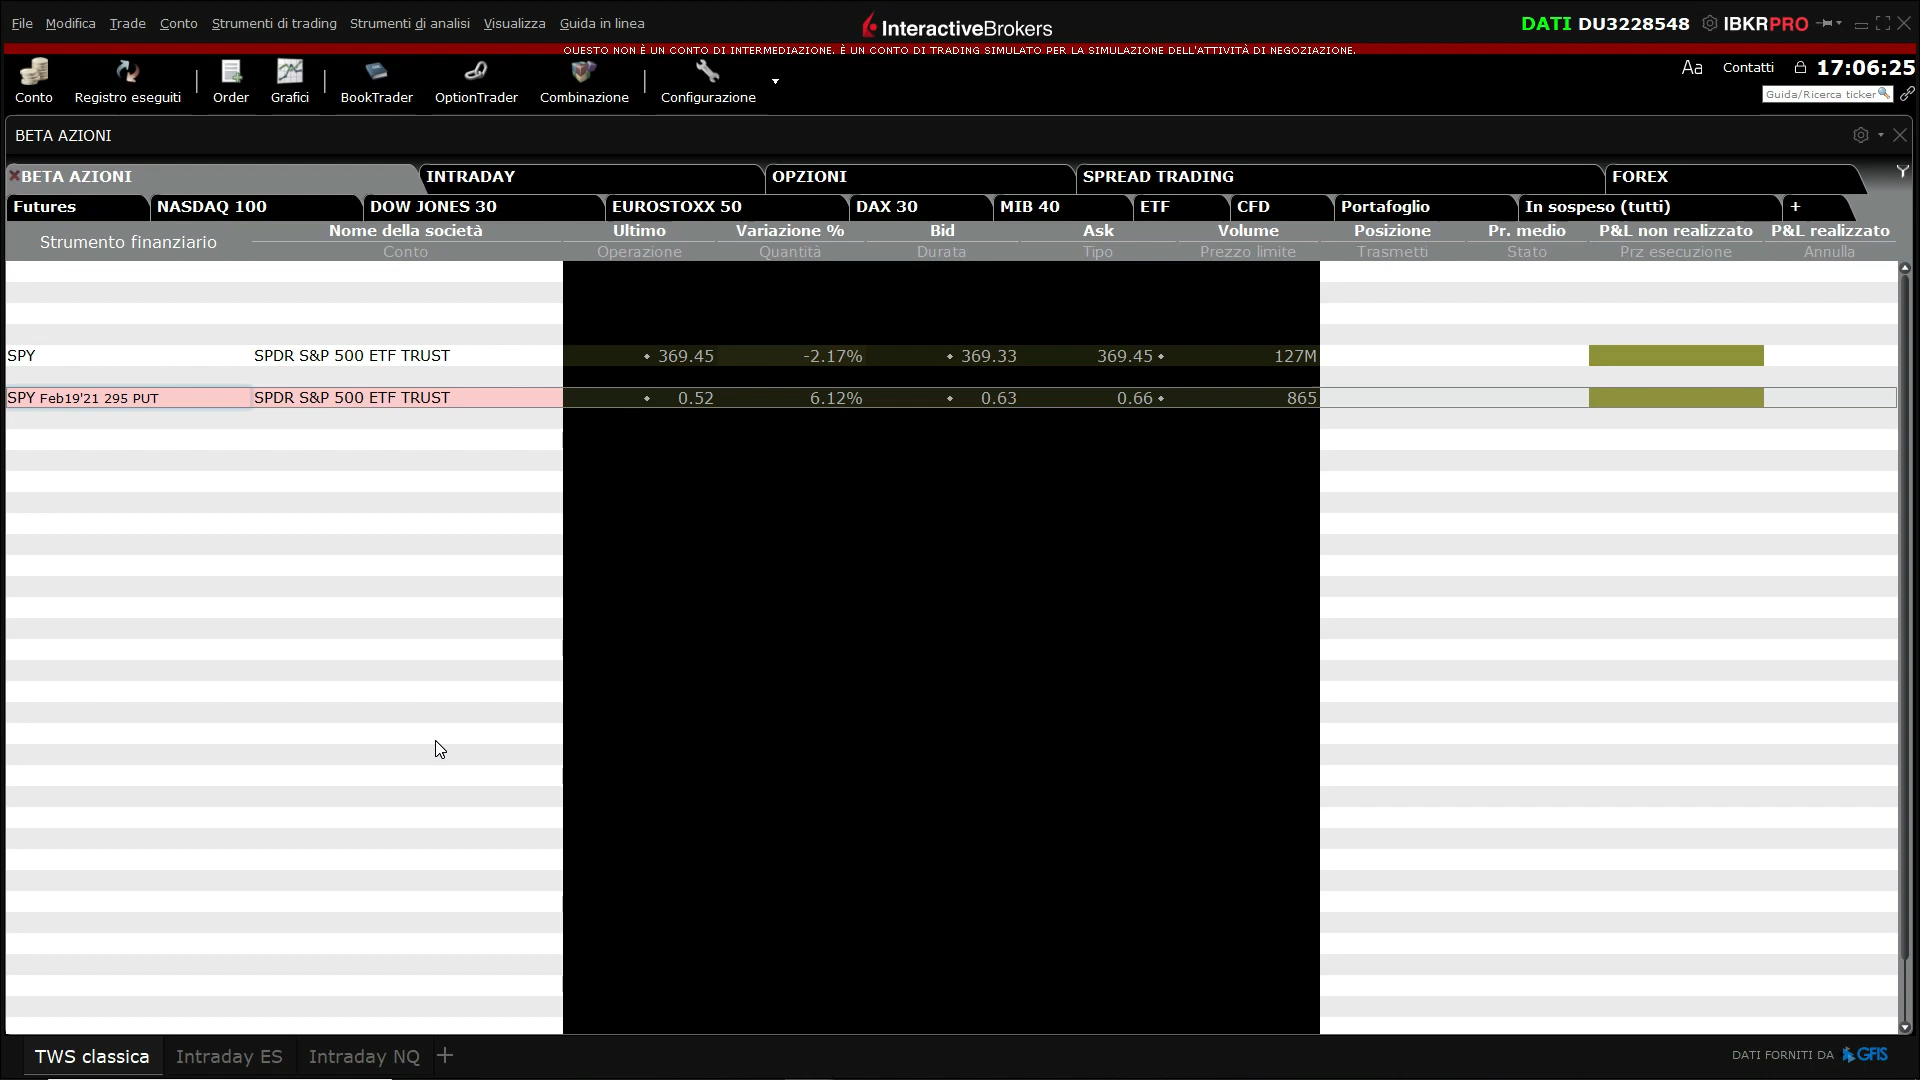 File Modifica Trade Conto Strumenti di trading Strumenti di analisi Visualizza Guida in linea
InteractiveBrokers
DATI DU3228548 IBKRPRO
QUESTO NON È UN CONTO DI INTERMEDIAZIONE. È UN CONTO DI TRADING SIMULATO PER LA SIMULAZIONE DELL'ATTIVITÀ DI NEGOZIAZIONE.
Conto Registro eseguiti Order Grafici BookTrader OptionTrader Combinazione Configurazione
Aa Contatti 17:06:25
Guida/Ricerca ticker
BETA AZIONI
BETA AZIONI INTRADAY OPZIONI SPREAD TRADING FOREX
Futures NASDAQ 100 DOW JONES 30 EUROSTOXX 50 DAX 30 MIB 40 ETF CFD Portafoglio In sospeso (tutti) +
Strumento finanziario Nome della società Ultimo Variazione % Bid Ask Volume Posizione Pr. medio P&L non realizzato P&L realizzato
Conto Operazione Quantità Durata Tipo Prezzo limite Trasmetti Stato Prz esecuzione Annulla
SPY SPDR S&P 500 ETF TRUST • 369.45 -2.17% • 369.33 369.45 • 127M
SPY Feb19'21 295 PUT SPDR S&P 500 ETF TRUST • 0.52 6.12% • 0.63 0.66 • 865
TWS classica Intraday ES Intraday NQ +
DATI FORNITI DA GFIS